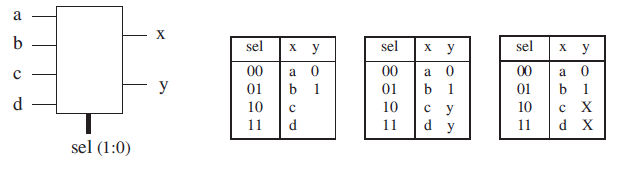 a
b
c
d
x
y
sel (1:0)
sel x y
00 a 0
01 b 1
10 c
11 d
sel x y
00 a 0
01 b 1
10 c y
11 d y
sel x y
00 a 0
01 b 1
10 c X
11 d X